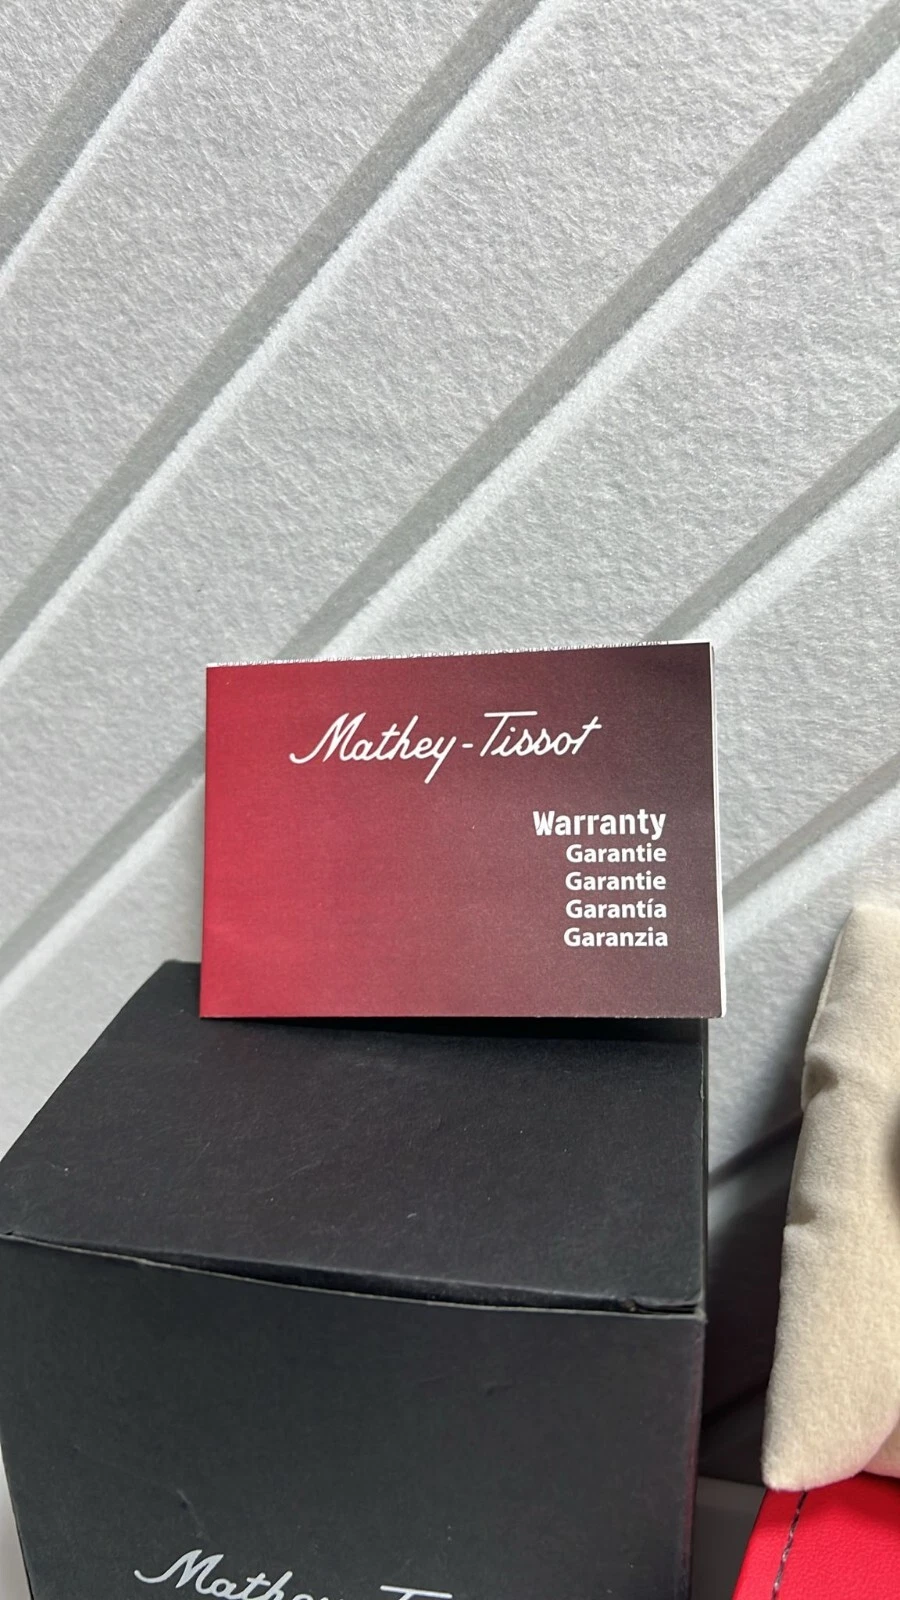 Mathey-Tissot
Warranty
Garantie
Garantie
Garantía
Garanzia